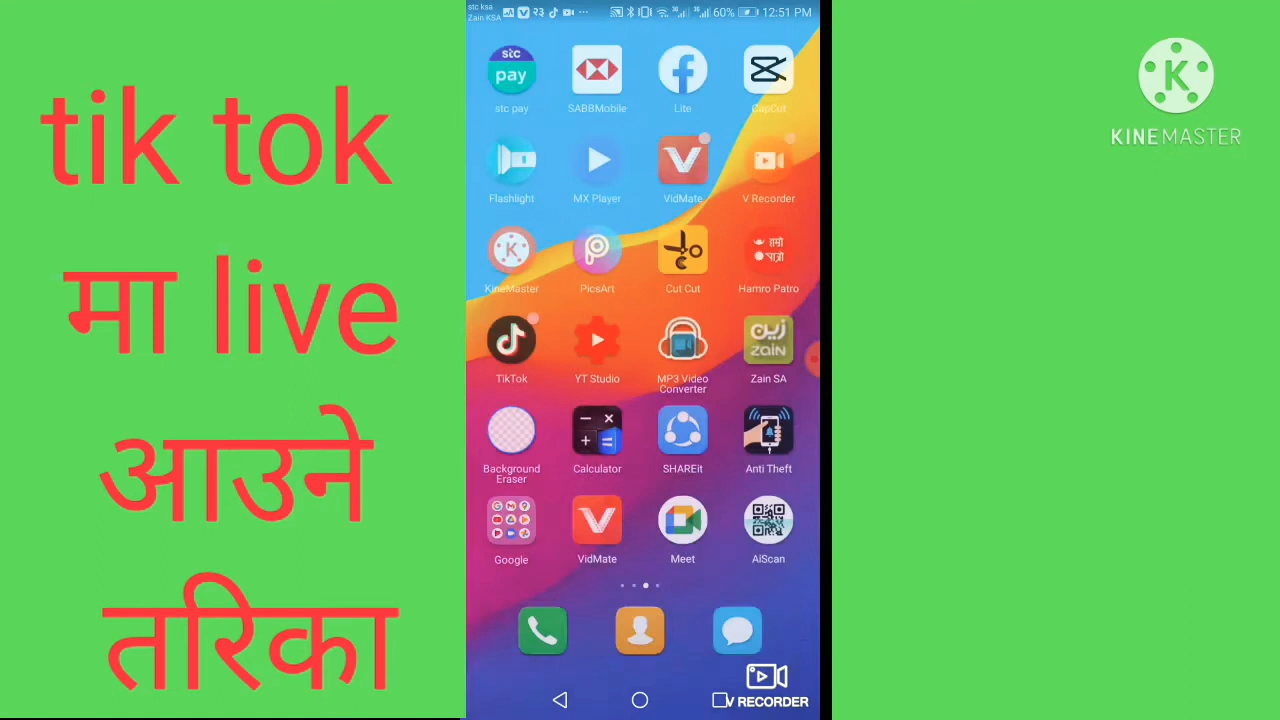 tik tok
मा live
आउने
तरिका
stc ksa
Zain KSA
२३
60%
12:51 PM
stc
pay
stc pay
SABBMobile
Lite
CapCut
Flashlight
MX Player
VidMate
V Recorder
K
हाम्रो
पात्रो
KineMaster
PicsArt
Cut Cut
Hamro Patro
زين
ZaiN
TikTok
YT Studio
MP3 Video
Converter
Zain SA
Background
Eraser
Calculator
SHAREit
Anti Theft
Google
VidMate
Meet
AiScan
V RECORDER
K
KINEMASTER